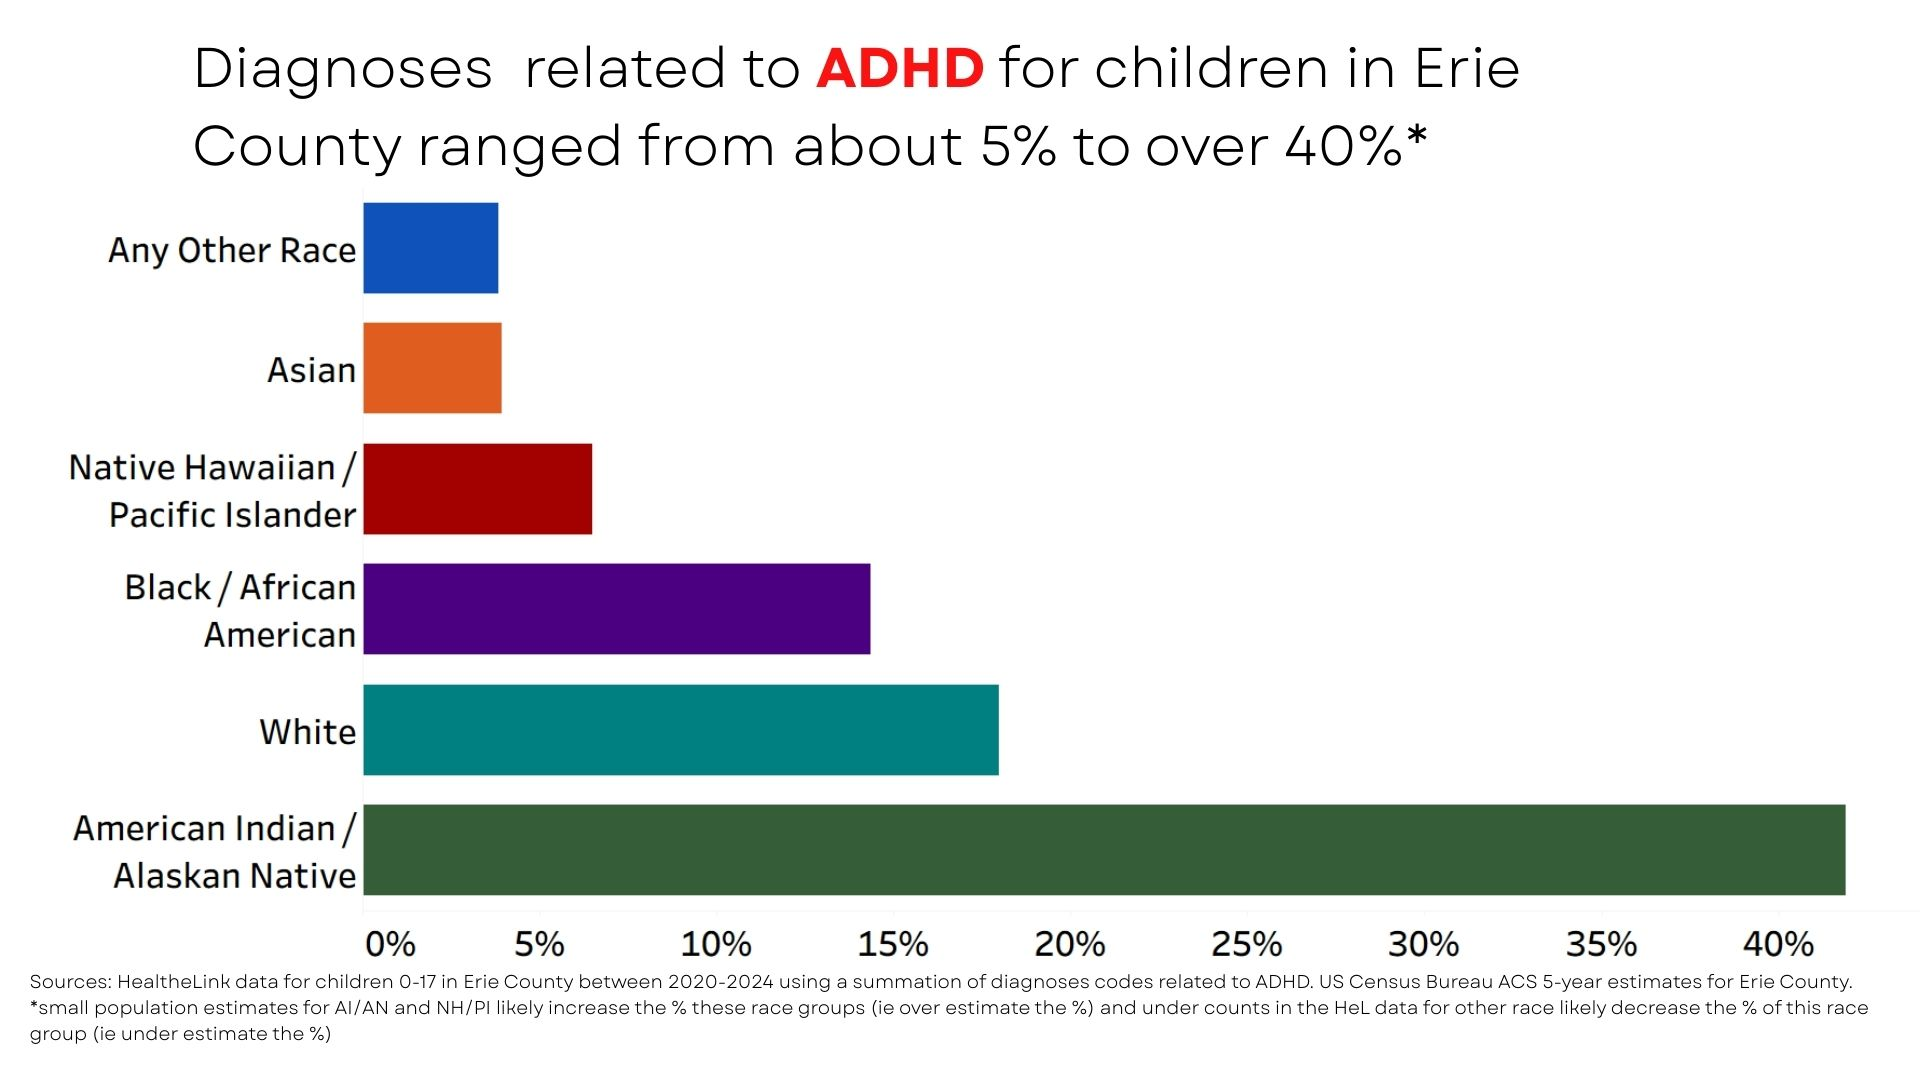 Diagnoses related to ADHD for children in Erie
County ranged from about 5% to over 40%*
Any Other Race
Asian
Native Hawaiian /
Pacific Islander
Black / African
American
White
American Indian /
Alaskan Native
0% 5% 10% 15% 20% 25% 30% 35% 40%
Sources: HealtheLink data for children 0-17 in Erie County between 2020-2024 using a summation of diagnoses codes related to ADHD. US Census Bureau ACS 5-year estimates for Erie County.
*small population estimates for AI/AN and NH/PI likely increase the % these race groups (ie over estimate the %) and under counts in the HeL data for other race likely decrease the % of this race
group (ie under estimate the %)